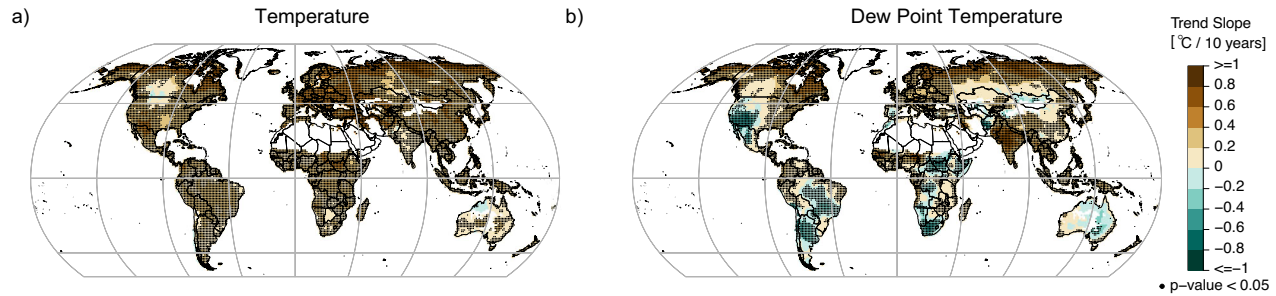 a)
Temperature
b)
Dew Point Temperature
Trend Slope
[ °C / 10 years]
>=1
0.8
0.6
0.4
0.2
0
−0.2
−0.4
−0.6
−0.8
<=−1
• p−value < 0.05